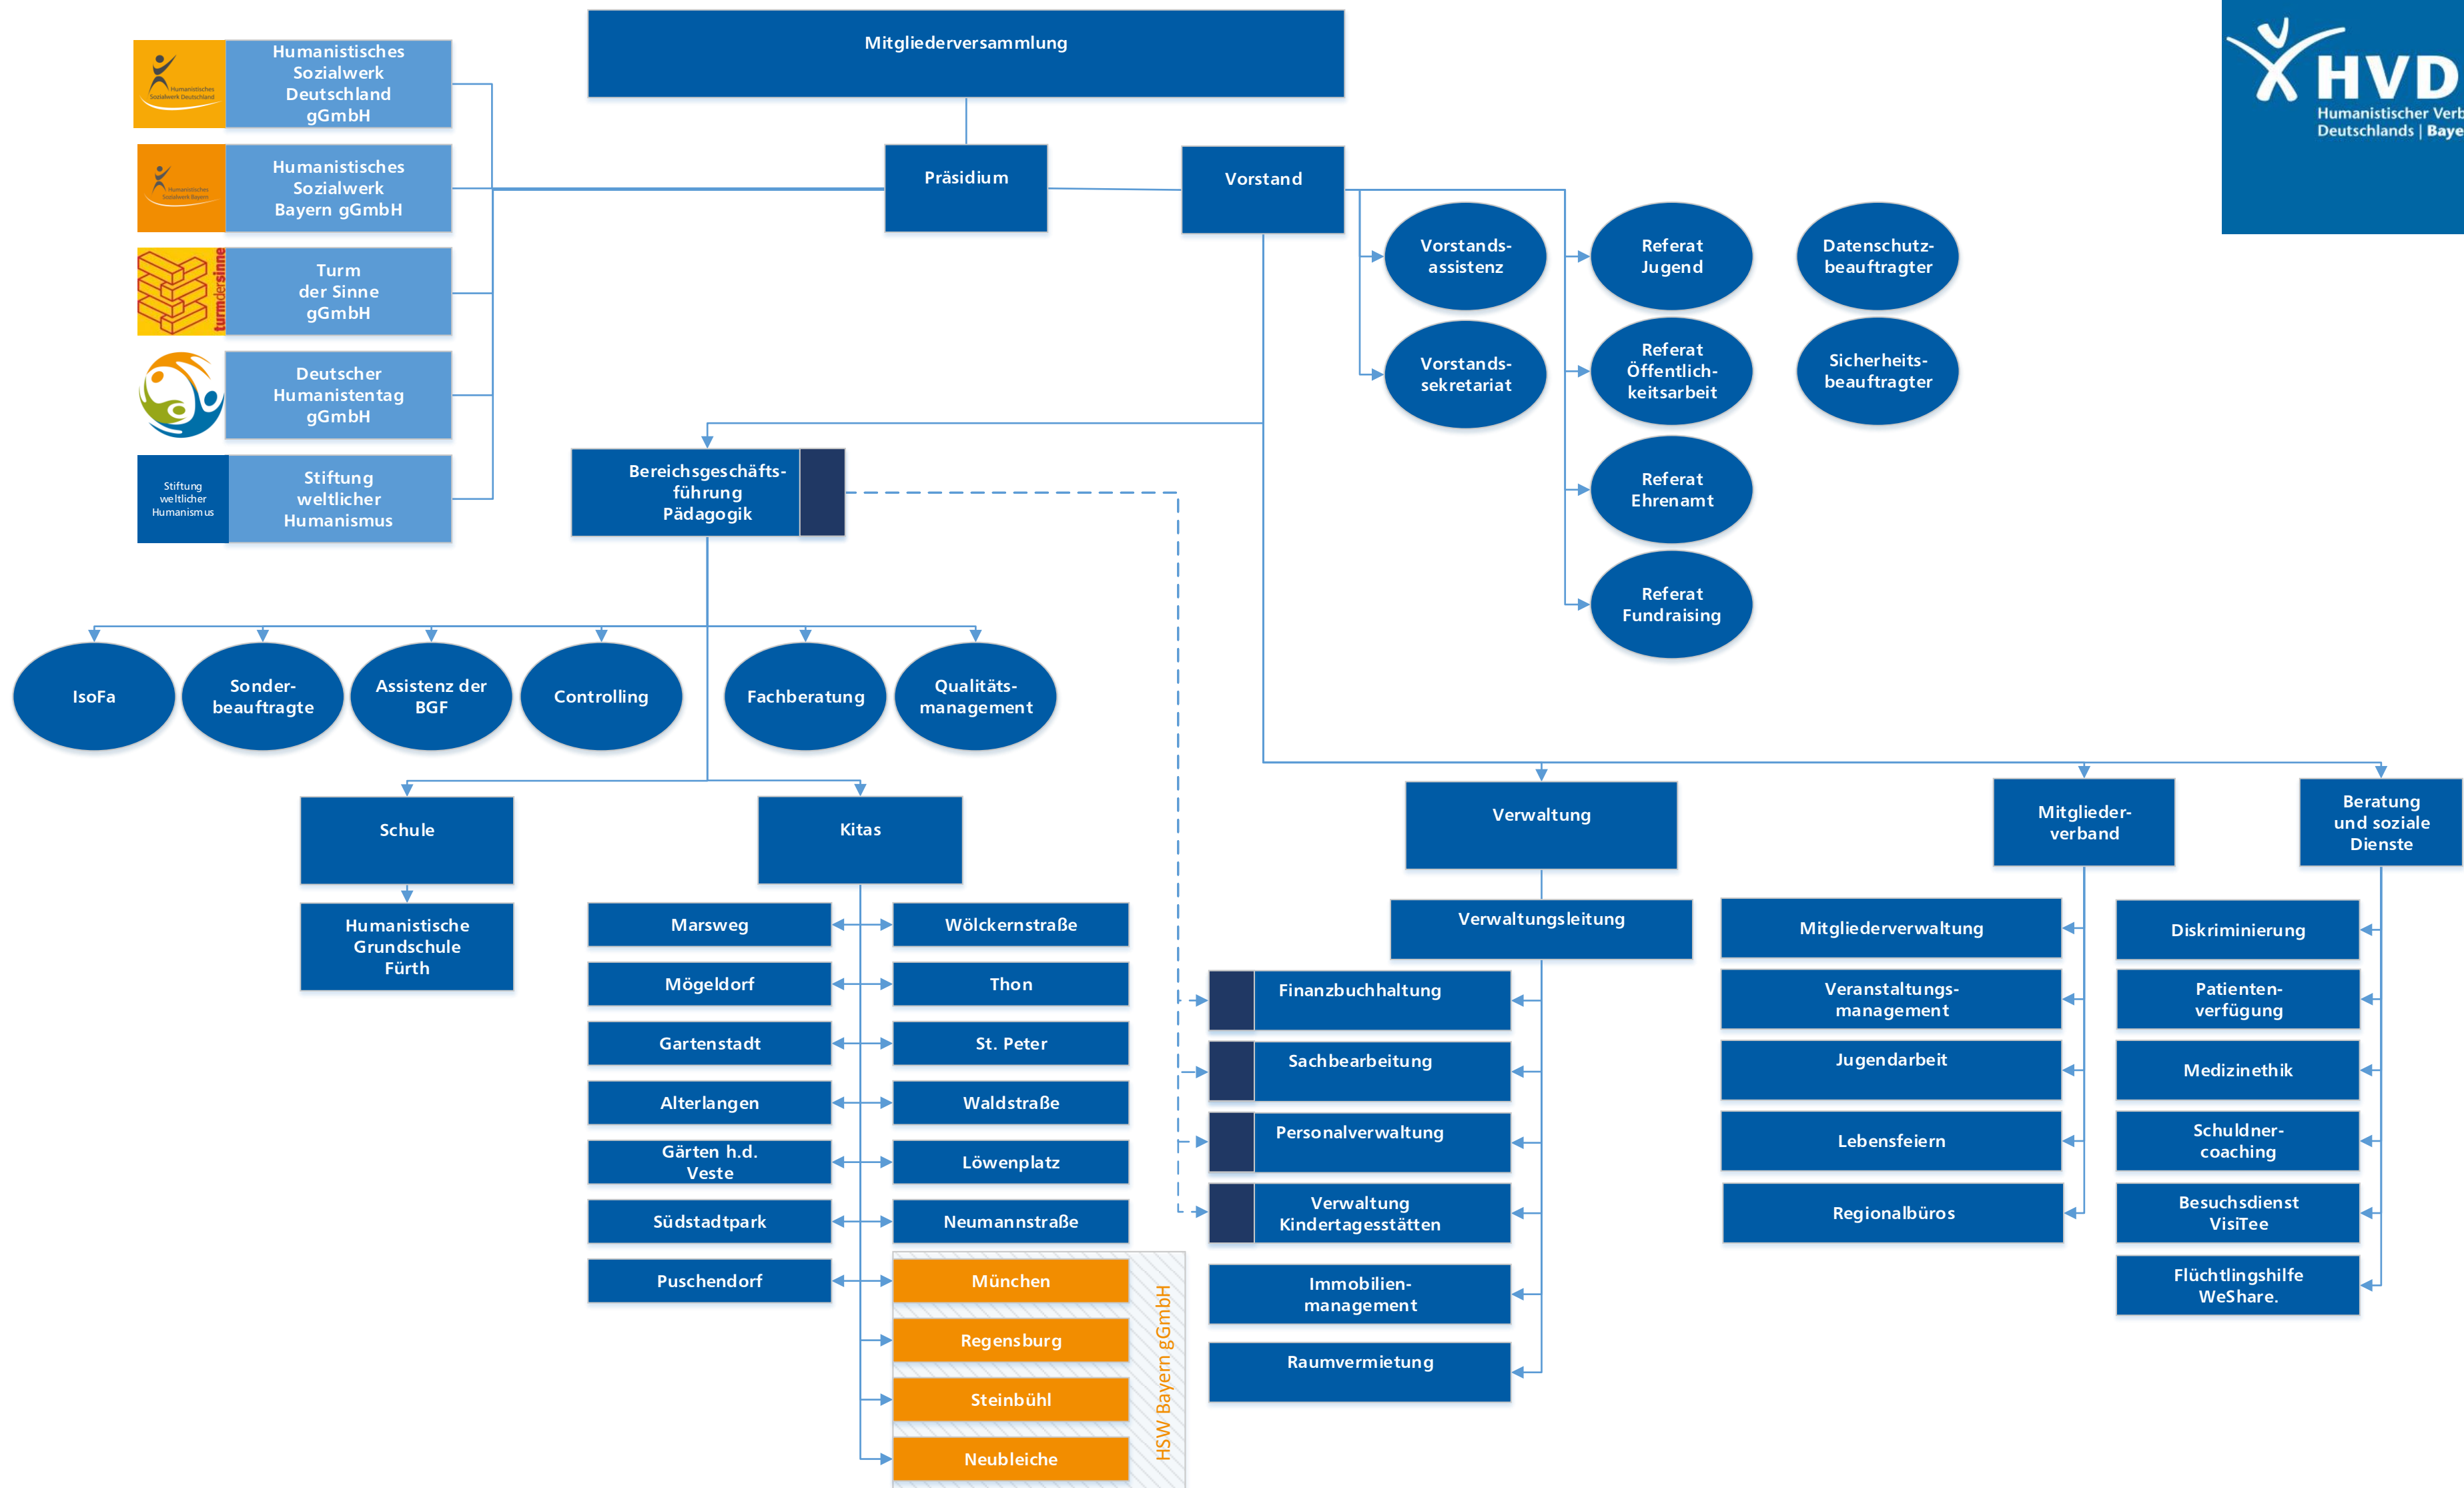 Mitgliederversammlung
HVD
Humanistischer Verb
Deutschlands | Baye
Humanistisches
Sozialwerk Deutschland
Humanistisches
Sozialwerk
Deutschland
gGmbH
Humanistisches
Sozialwerk Bayern
Humanistisches
Sozialwerk
Bayern gGmbH
turmdersinne
Turm
der Sinne
gGmbH
Deutscher
Humanistentag
gGmbH
Stiftung
weltlicher
Humanismus
Stiftung
weltlicher
Humanismus
Präsidium
Vorstand
Vorstands-
assistenz
Vorstands-
sekretariat
Referat
Jugend
Referat
Öffentlich-
keitsarbeit
Referat
Ehrenamt
Referat
Fundraising
Datenschutz-
beauftragter
Sicherheits-
beauftragter
Bereichsgeschäfts-
führung
Pädagogik
IsoFa
Sonder-
beauftragte
Assistenz der
BGF
Controlling
Fachberatung
Qualitäts-
management
Schule
Humanistische
Grundschule
Fürth
Kitas
Marsweg
Wölckernstraße
Mögeldorf
Thon
Gartenstadt
St. Peter
Alterlangen
Waldstraße
Gärten h.d.
Veste
Löwenplatz
Südstadtpark
Neumannstraße
Puschendorf
München
Regensburg
Steinbühl
Neubleiche
HSW Bayern gGmbH
Verwaltung
Verwaltungsleitung
Finanzbuchhaltung
Sachbearbeitung
Personalverwaltung
Verwaltung
Kindertagesstätten
Immobilien-
management
Raumvermietung
Mitglieder-
verband
Mitgliederverwaltung
Veranstaltungs-
management
Jugendarbeit
Lebensfeiern
Regionalbüros
Beratung
und soziale
Dienste
Diskriminierung
Patienten-
verfügung
Medizinethik
Schuldner-
coaching
Besuchsdienst
VisiTee
Flüchtlingshilfe
WeShare.